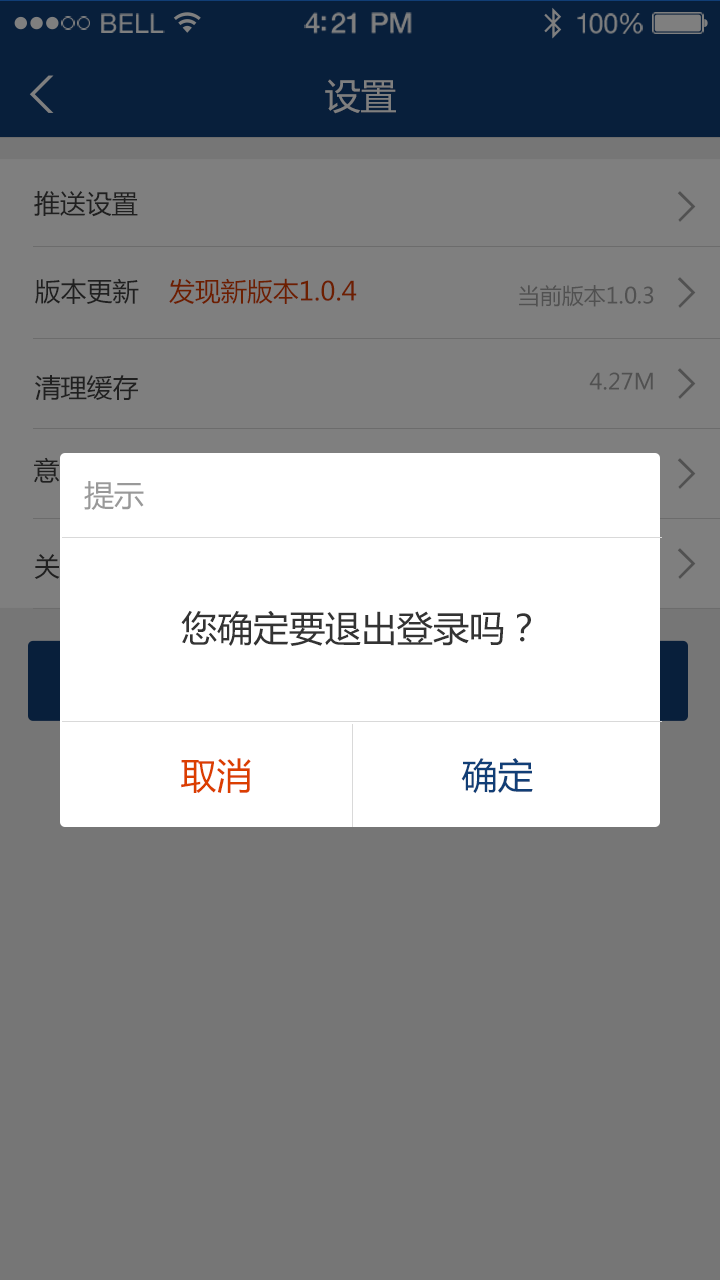 BELL 4:21 PM 100%
设置
推送设置
版本更新 发现新版本1.0.4 当前版本1.0.3
清理缓存 4.27M
意
提示
关
您确定要退出登录吗？
取消 确定